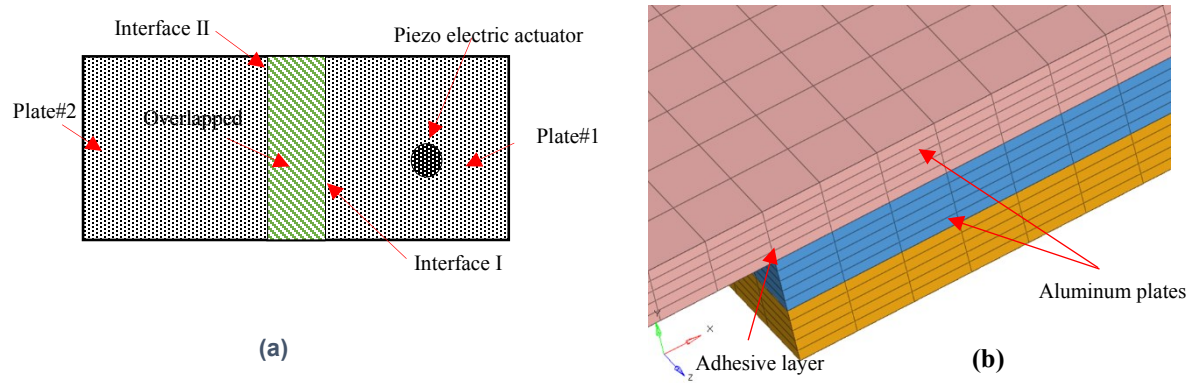 Interface II
Piezo electric actuator
Plate#2
Overlapped
Plate#1
Interface I
(a)
Aluminum plates
Adhesive layer
(b)
Y
X
Z